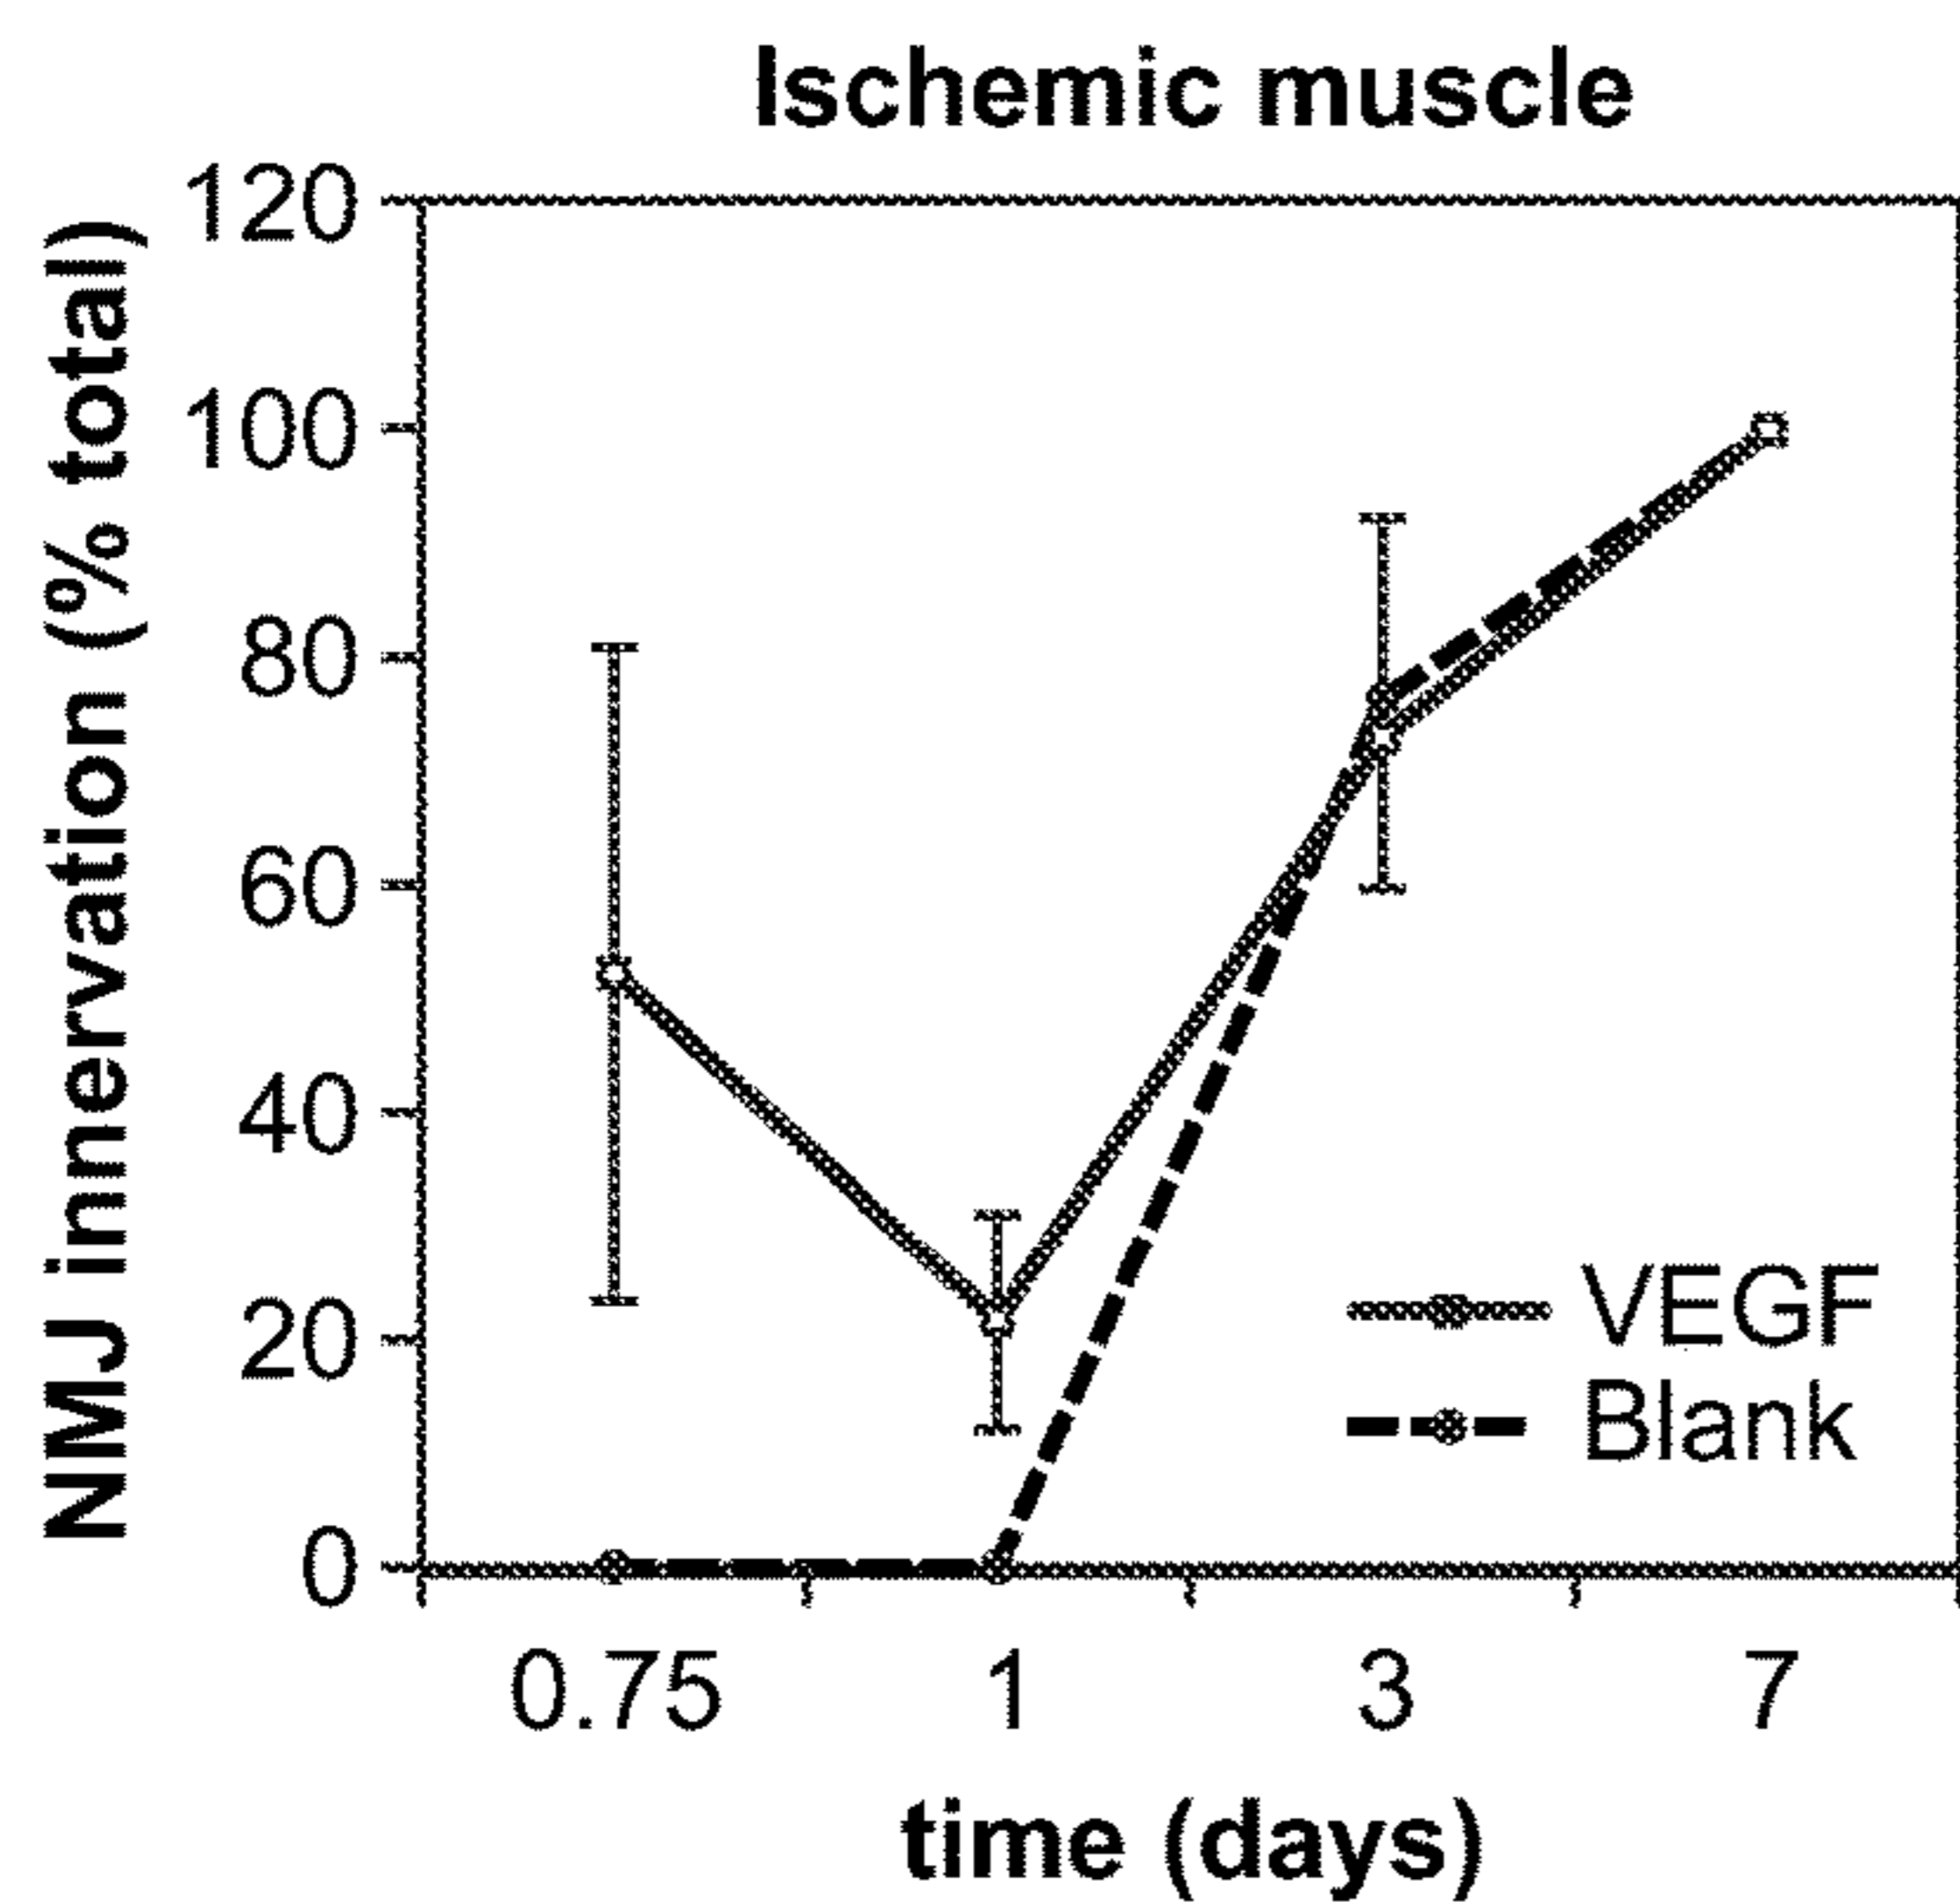 Ischemic muscle
NMJ innervation (% total)
120
100
80
60
40
20
0
VEGF
Blank
0.75 1 3 7
time (days)